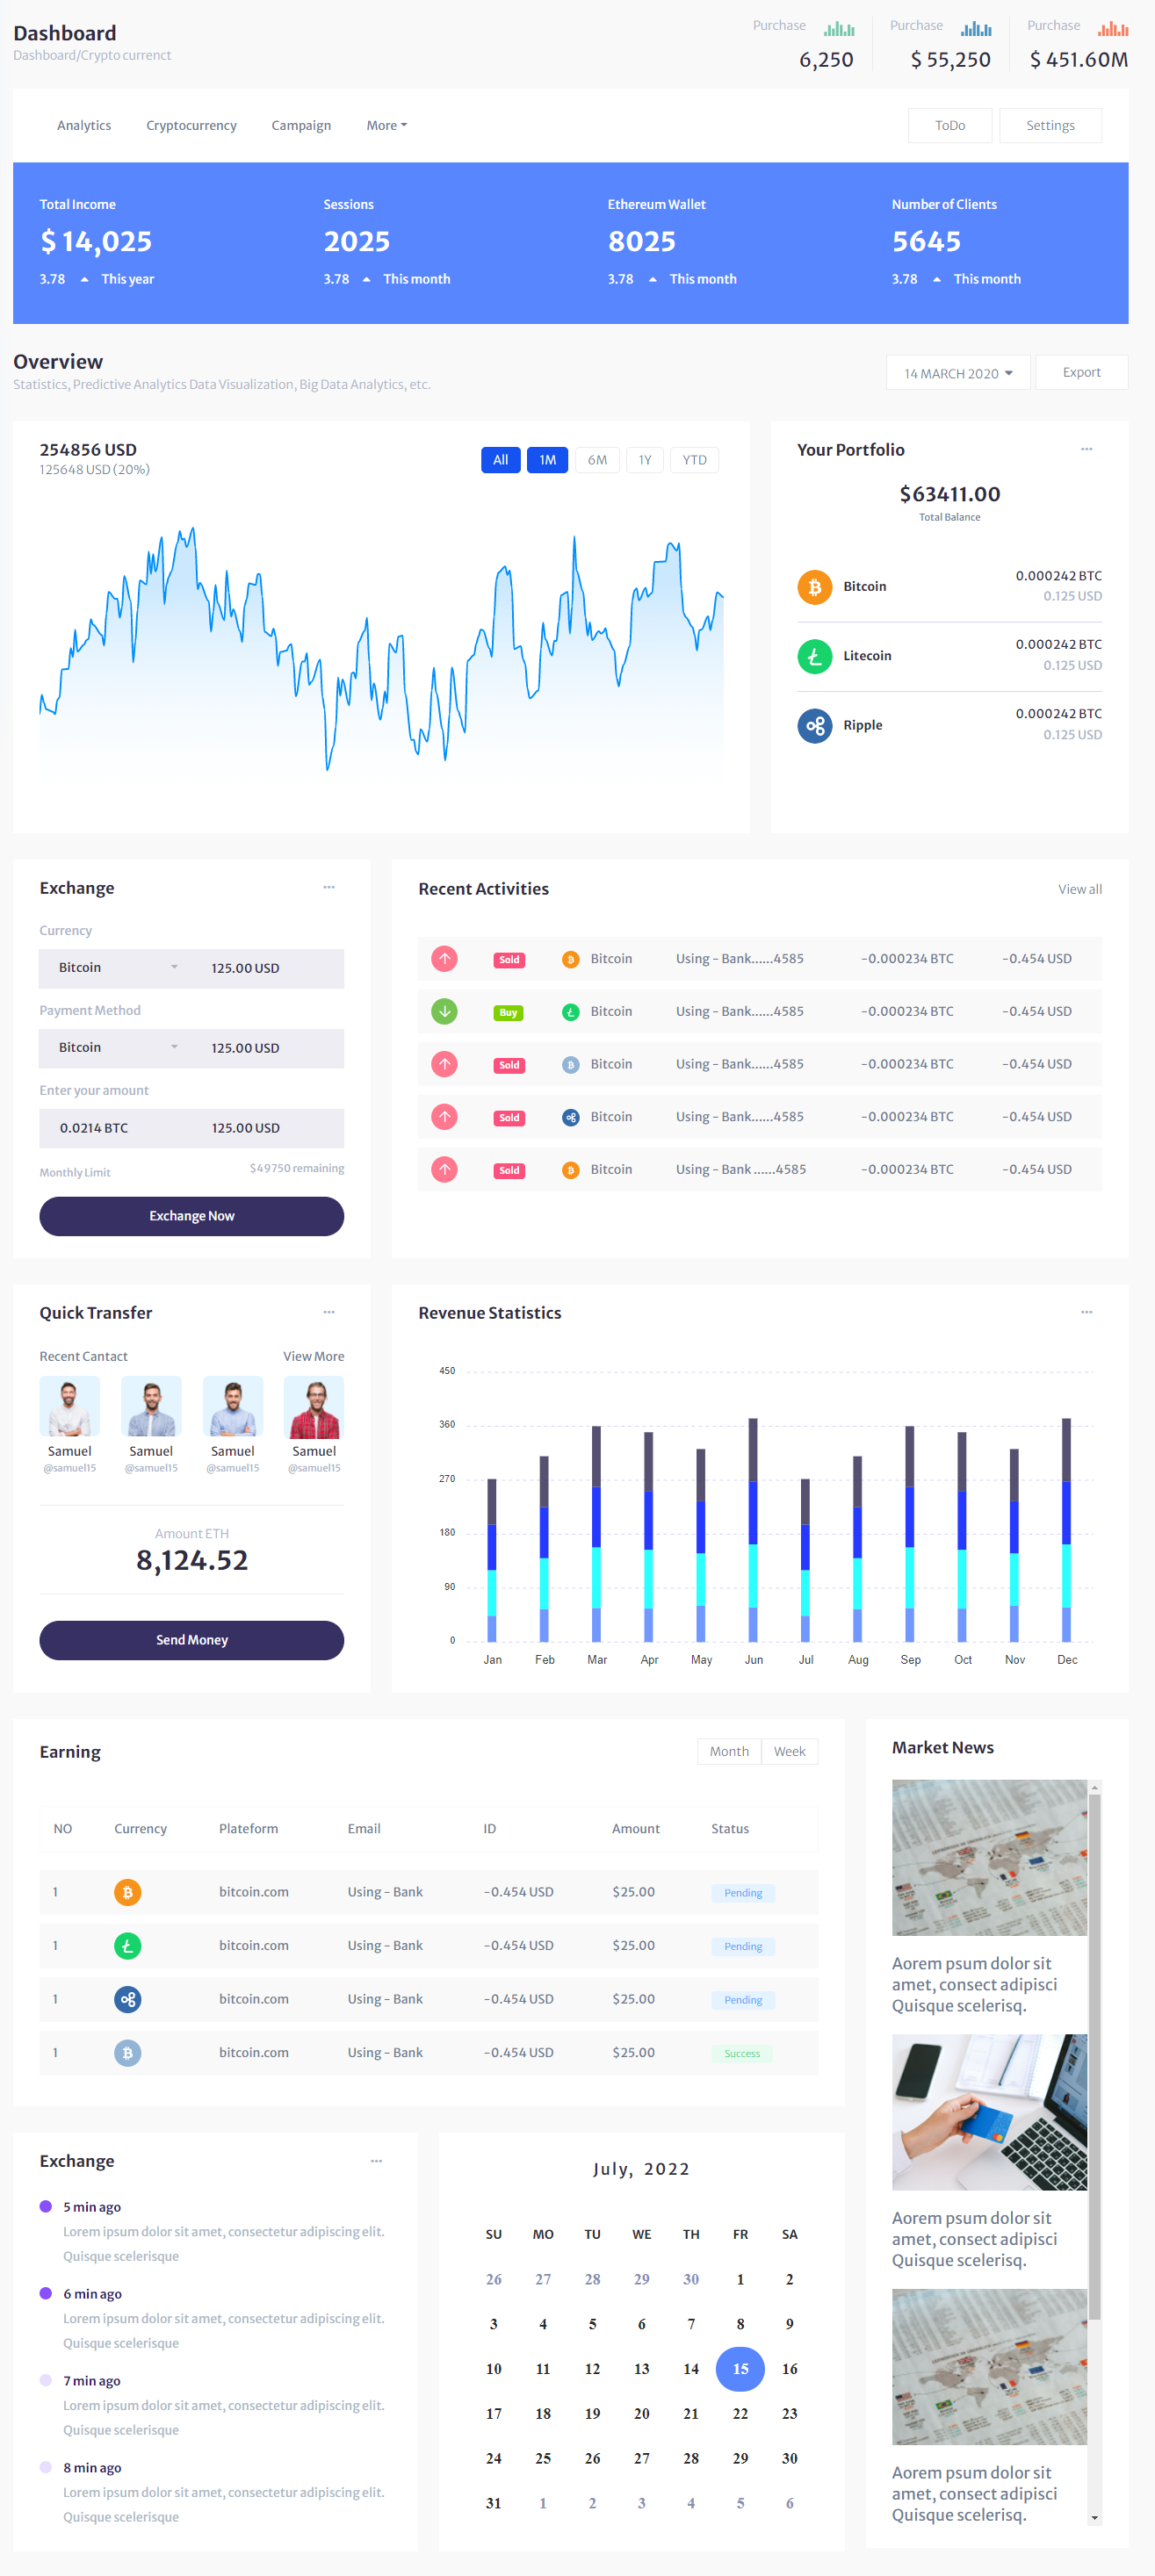 Dashboard
Dashboard/Crypto currenct
Purchase
6,250
Purchase
$ 55,250
Purchase
$ 451.60M
Analytics Cryptocurrency Campaign More
ToDo Settings
Total Income
$ 14,025
3.78 This year
Sessions
2025
3.78 This month
Ethereum Wallet
8025
3.78 This month
Number of Clients
5645
3.78 This month
Overview
Statistics, Predictive Analytics Data Visualization, Big Data Analytics, etc.
14 MARCH 2020 Export
254856 USD
125648 USD (20%)
All 1M 6M 1Y YTD
Your Portfolio
$63411.00
Total Balance
Bitcoin
0.000242 BTC
0.125 USD
Litecoin
0.000242 BTC
0.125 USD
Ripple
0.000242 BTC
0.125 USD
Exchange
Currency
Bitcoin 125.00 USD
Payment Method
Bitcoin 125.00 USD
Enter your amount
0.0214 BTC 125.00 USD
Monthly Limit $49750 remaining
Exchange Now
Recent Activities View all
Sold Bitcoin Using - Bank......4585 -0.000234 BTC -0.454 USD
Buy Bitcoin Using - Bank......4585 -0.000234 BTC -0.454 USD
Sold Bitcoin Using - Bank......4585 -0.000234 BTC -0.454 USD
Sold Bitcoin Using - Bank......4585 -0.000234 BTC -0.454 USD
Sold Bitcoin Using - Bank ......4585 -0.000234 BTC -0.454 USD
Quick Transfer
Recent Cantact View More
Samuel Samuel Samuel Samuel
@samuel15 @samuel15 @samuel15 @samuel15
Amount ETH
8,124.52
Send Money
Revenue Statistics
450
360
270
180
90
0
Jan Feb Mar Apr May Jun Jul Aug Sep Oct Nov Dec
Earning
Month Week
NO Currency Plateform Email ID Amount Status
1 bitcoin.com Using - Bank -0.454 USD $25.00 Pending
1 bitcoin.com Using - Bank -0.454 USD $25.00 Pending
1 bitcoin.com Using - Bank -0.454 USD $25.00 Pending
1 bitcoin.com Using - Bank -0.454 USD $25.00 Success
Market News
Aorem psum dolor sit
amet, consect adipisci
Quisque scelerisq.
Aorem psum dolor sit
amet, consect adipisci
Quisque scelerisq.
Aorem psum dolor sit
amet, consect adipisci
Quisque scelerisq.
Exchange
5 min ago
Lorem ipsum dolor sit amet, consectetur adipiscing elit.
Quisque scelerisque
6 min ago
Lorem ipsum dolor sit amet, consectetur adipiscing elit.
Quisque scelerisque
7 min ago
Lorem ipsum dolor sit amet, consectetur adipiscing elit.
Quisque scelerisque
8 min ago
Lorem ipsum dolor sit amet, consectetur adipiscing elit.
Quisque scelerisque
July, 2022
SU MO TU WE TH FR SA
26 27 28 29 30 1 2
3 4 5 6 7 8 9
10 11 12 13 14 15 16
17 18 19 20 21 22 23
24 25 26 27 28 29 30
31 1 2 3 4 5 6